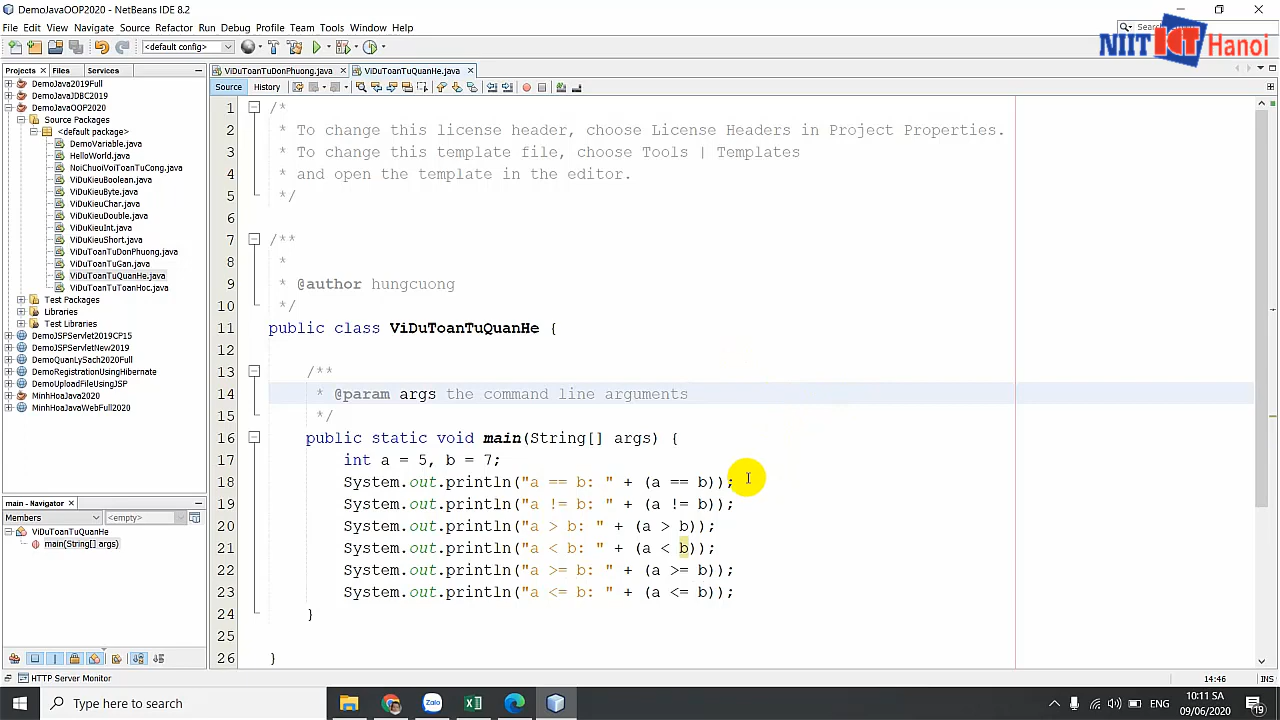 DemoJavaOOP2020 - NetBeans IDE 8.2
File Edit View Navigate Source Refactor Run Debug Profile Team Tools Window Help
NIIT ICT Hanoi
<default config>
Projects Files Services
ViDuToanTuDonPhuong.java ViDuToanTuQuanHe.java
Source History
DemoJava2019Full
DemoJavaJDBC2019
DemoJavaOOP2020
Source Packages
<default package>
DemoVariable.java
HelloWorld.java
NoiChuoiVoiToanTuCong.java
ViDuKieuBoolean.java
ViDuKieuByte.java
ViDuKieuChar.java
ViDuKieuDouble.java
ViDuKieuInt.java
ViDuKieuShort.java
ViDuToanTuDonPhuong.java
ViDuToanTuGan.java
ViDuToanTuQuanHe.java
ViDuToanTuToanHoc.java
Test Packages
Libraries
Test Libraries
DemoJSPServlet2019CP15
DemoJSPServletNew2019
DemoQuanLySach2020Full
DemoRegistrationUsingHibernate
DemoUploadFileUsingJSP
MinhHoaJava2020
MinhHoaJavaWebFull2020
main - Navigator
Members <empty>
ViDuToanTuQuanHe
main(String[] args)
1 /*
2 * To change this license header, choose License Headers in Project Properties.
3 * To change this template file, choose Tools | Templates
4 * and open the template in the editor.
5 */
6
7 /**
8 *
9 * @author hungcuong
10 */
11 public class ViDuToanTuQuanHe {
12
13 /**
14 * @param args the command line arguments
15 */
16 public static void main(String[] args) {
17 int a = 5, b = 7;
18 System.out.println("a == b: " + (a == b));
19 System.out.println("a != b: " + (a != b));
20 System.out.println("a > b: " + (a > b));
21 System.out.println("a < b: " + (a < b));
22 System.out.println("a >= b: " + (a >= b));
23 System.out.println("a <= b: " + (a <= b));
24 }
25
26 }
HTTP Server Monitor
14:46 INS
Type here to search
Zalo
10:11 SA
09/06/2020
19